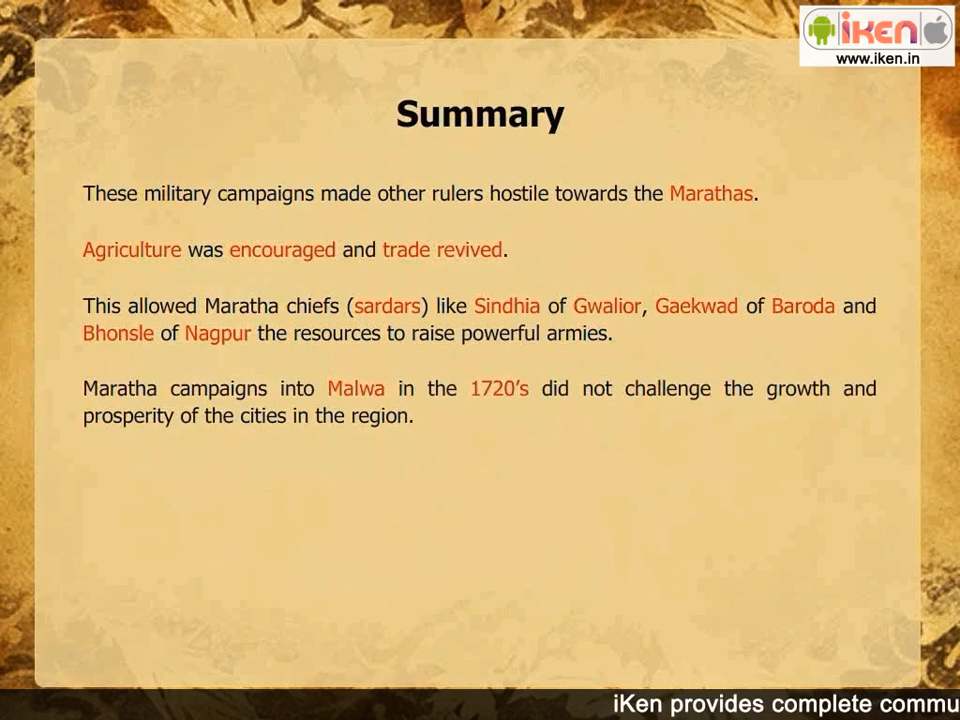 iken
www.iken.in
Summary
These military campaigns made other rulers hostile towards the Marathas.
Agriculture was encouraged and trade revived.
This allowed Maratha chiefs (sardars) like Sindhia of Gwalior, Gaekwad of Baroda and
Bhonsle of Nagpur the resources to raise powerful armies.
Maratha campaigns into Malwa in the 1720's did not challenge the growth and
prosperity of the cities in the region.
iKen provides complete commu